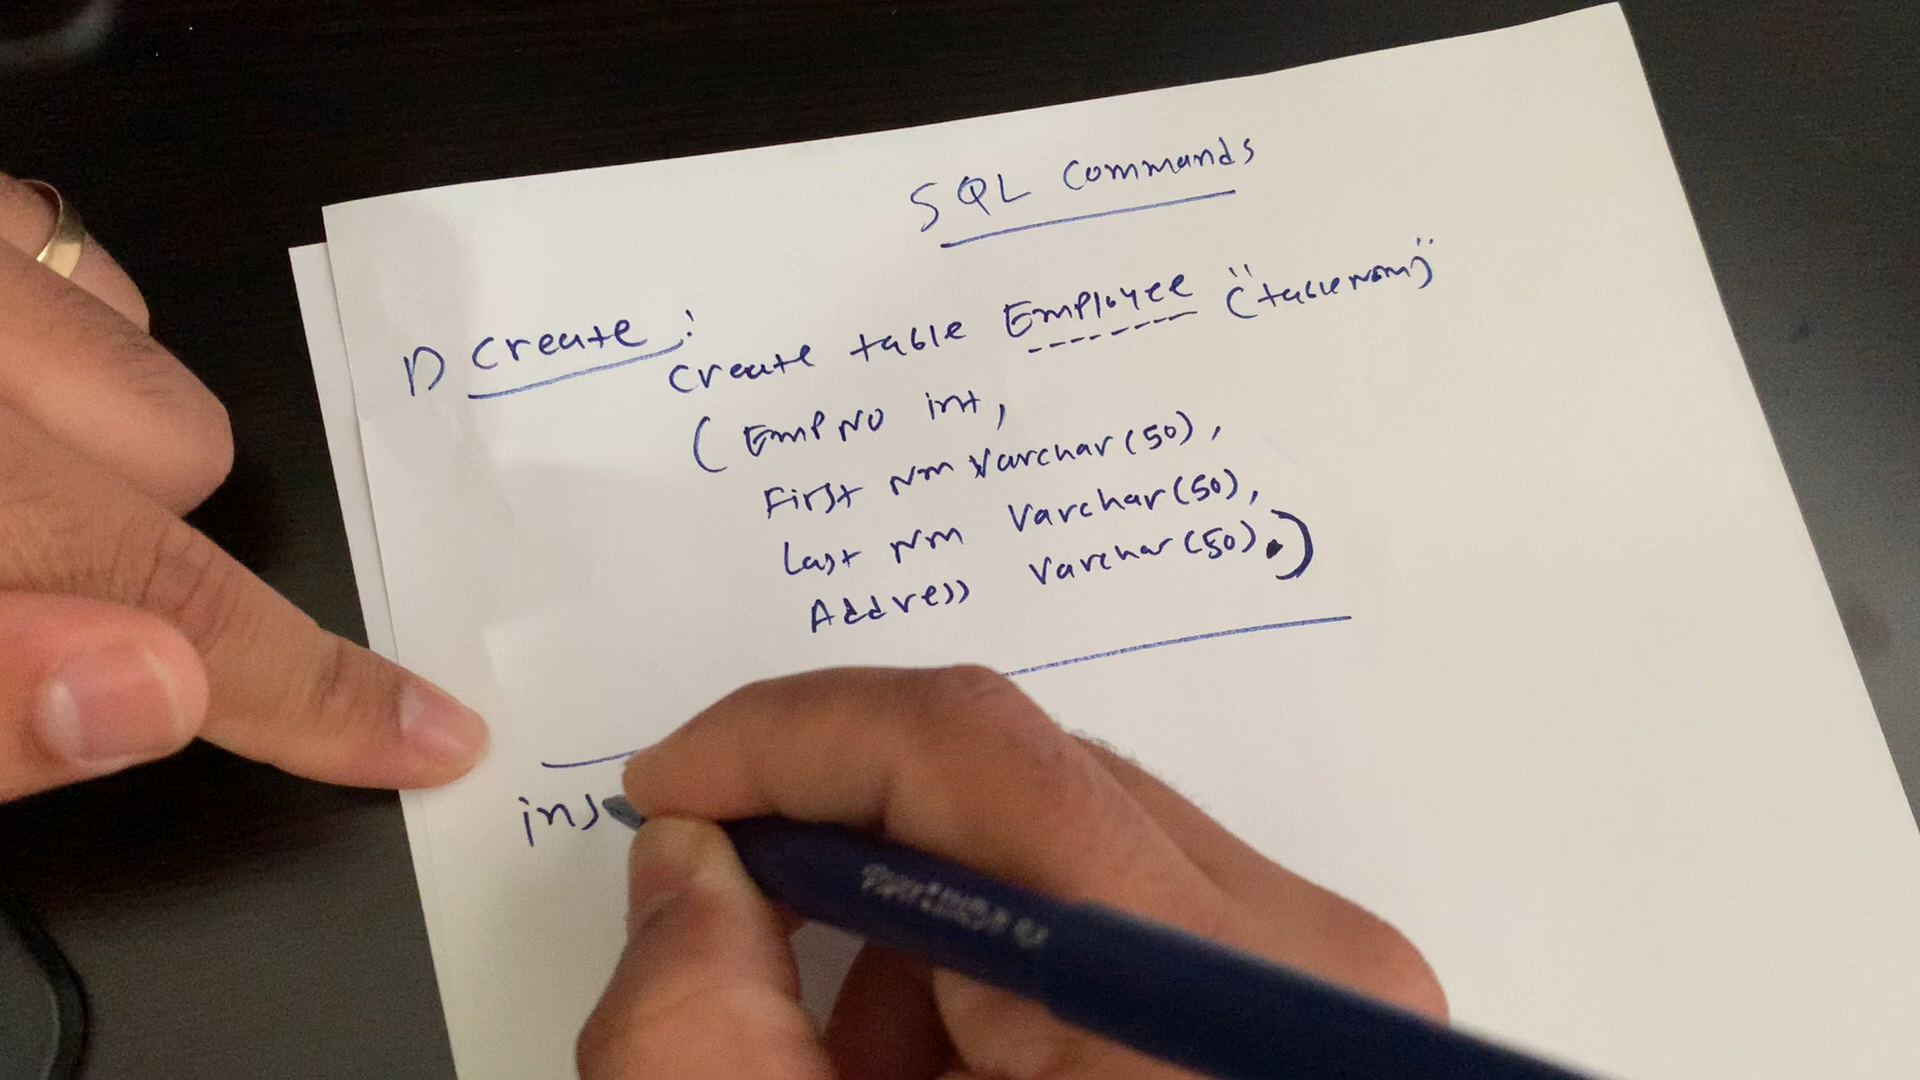 SQL Commands
1) Create :
Create table Employee ("table Nam")
( EmpNo int,
First Nm Varchar (50),
Last Nm Varchar (50),
Address Varchar (50) )
ins